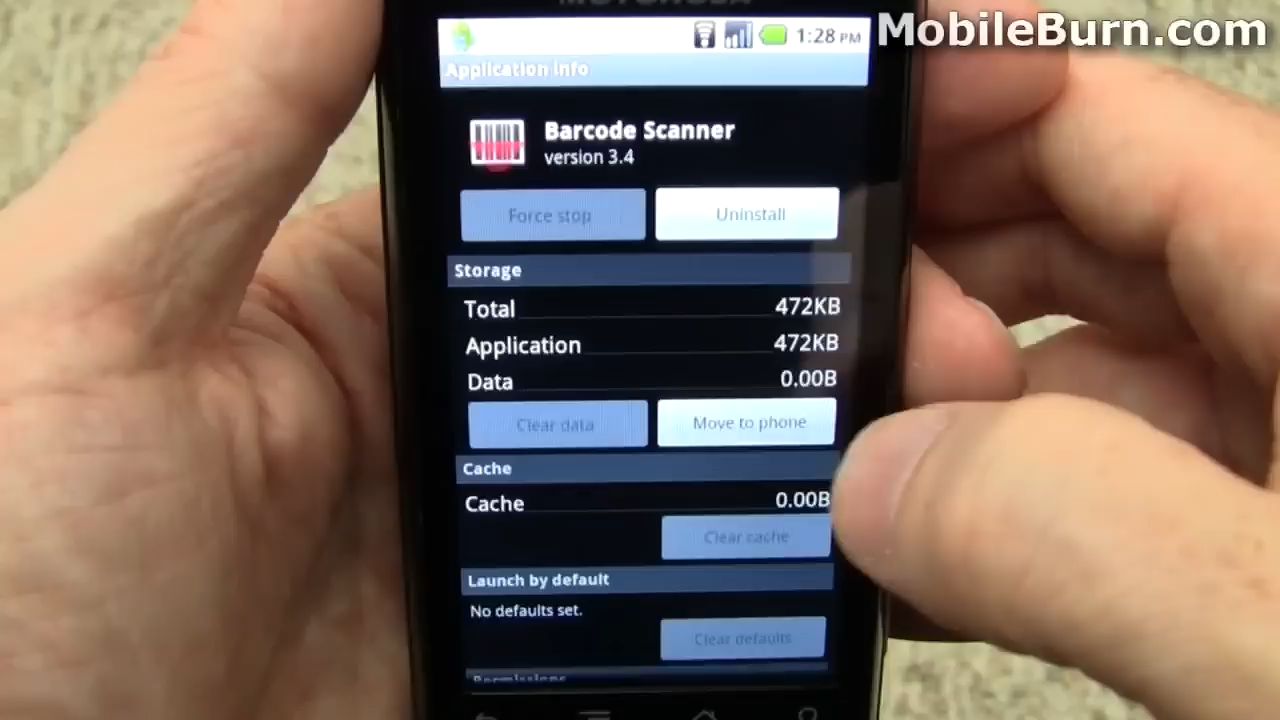 MOTOROLA
MobileBurn.com
1:28 PM
Application info
Barcode Scanner
version 3.4
Force stop
Uninstall
Storage
Total 472KB
Application 472KB
Data 0.00B
Clear data
Move to phone
Cache
Cache 0.00B
Clear cache
Launch by default
No defaults set.
Clear defaults
Permissions